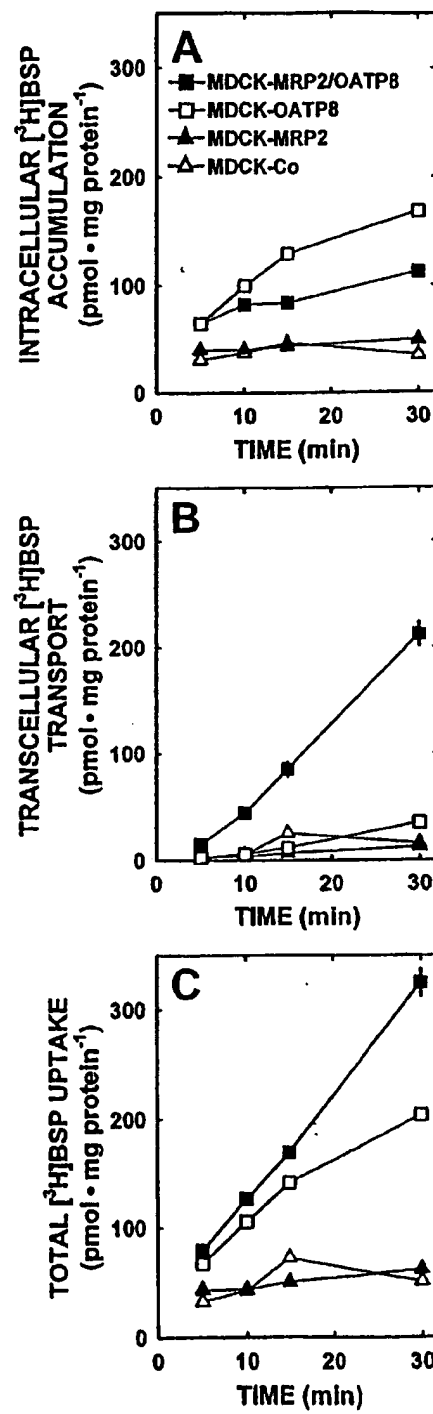 A
MDCK-MRP2/OATP8
MDCK-OATP8
MDCK-MRP2
MDCK-Co
INTRACELLULAR [³H]BSP
ACCUMULATION
(pmol • mg protein⁻¹)
300
200
100
0
0 10 20 30
TIME (min)
B
TRANSCELLULAR [³H]BSP
TRANSPORT
(pmol • mg protein⁻¹)
300
200
100
0
0 10 20 30
TIME (min)
C
TOTAL [³H]BSP UPTAKE
(pmol • mg protein⁻¹)
300
200
100
0
0 10 20 30
TIME (min)